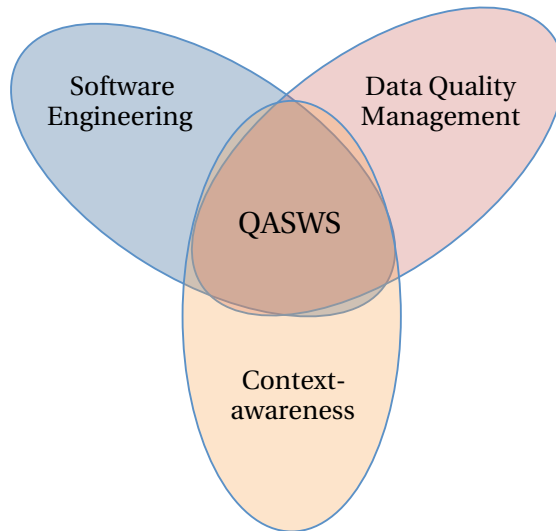 Software
Engineering
Data Quality
Management
QASWS
Context-
awareness